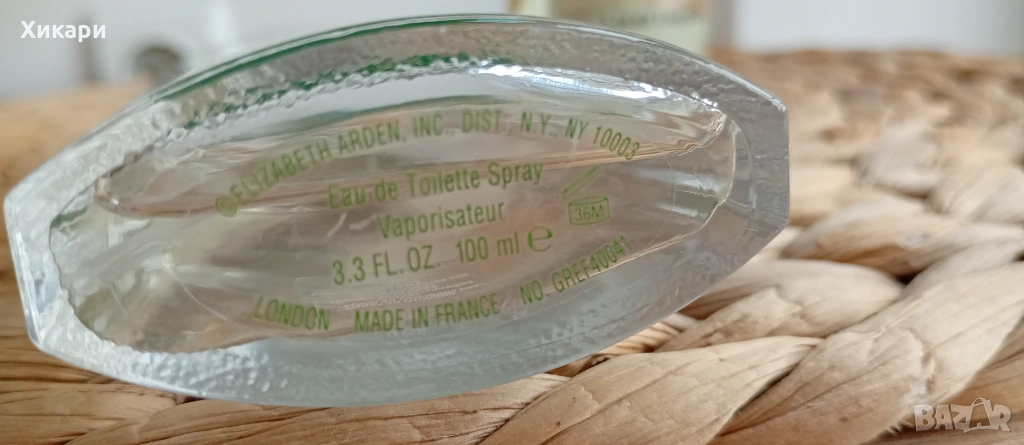 Хикари
ELIZABETH ARDEN, INC., DIST., N.Y., NY 10003
Eau de Toilette Spray
Vaporisateur
36M
3.3 FL. OZ. 100 ml ℮
LONDON MADE IN FRANCE NO. GREF40041
BAZAR